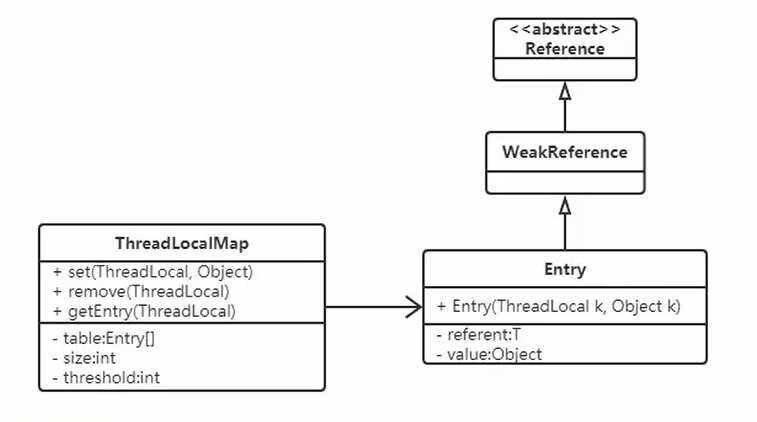 <<abstract>>
Reference
WeakReference
ThreadLocalMap
+ set(ThreadLocal, Object)
+ remove(ThreadLocal)
+ getEntry(ThreadLocal)
- table:Entry[]
- size:int
- threshold:int
Entry
+ Entry(ThreadLocal k, Object k)
- referent:T
- value:Object